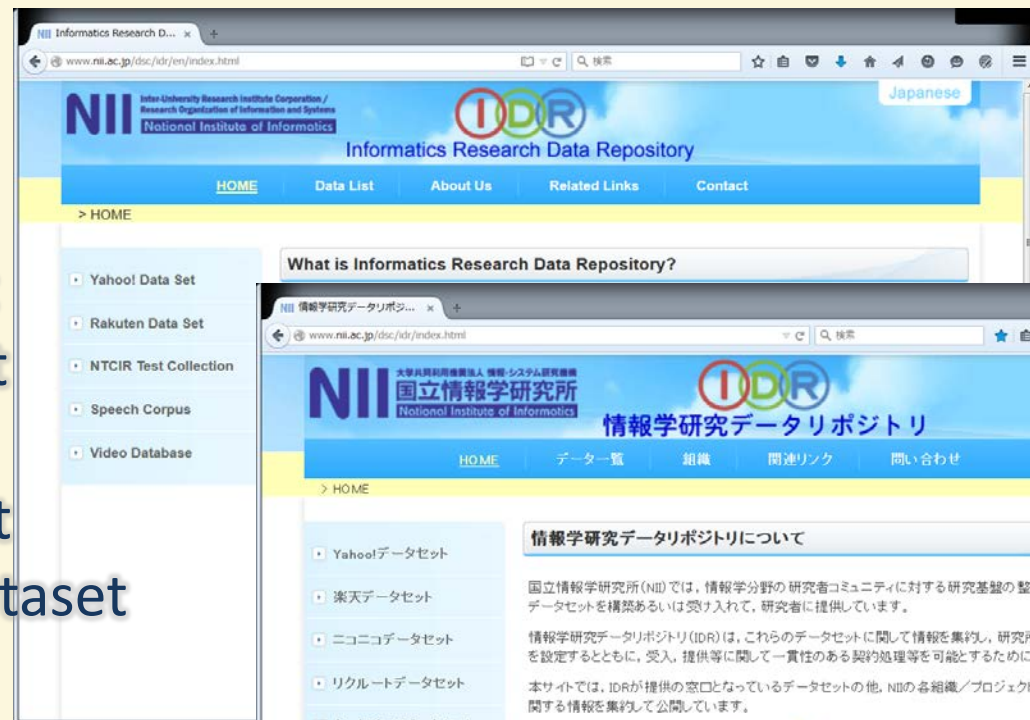 Informatics Research D...
www.nii.ac.jp/dsc/idr/en/index.html
検索
NII
Inter-University Research Institute Corporation /
Research Organization of Information and Systems
National Institute of Informatics
IDR
Informatics Research Data Repository
Japanese
HOME Data List About Us Related Links Contact
> HOME
Yahoo! Data Set
Rakuten Data Set
NTCIR Test Collection
Speech Corpus
Video Database
What is Informatics Research Data Repository?
t
t
taset
情報学研究データリポジ...
www.nii.ac.jp/dsc/idr/index.html
検索
NII
大学共同利用機関法人 情報・システム研究機構
国立情報学研究所
National Institute of Informatics
IDR
情報学研究データリポジトリ
HOME データ一覧 組織 関連リンク 問い合わせ
> HOME
Yahoo!データセット
楽天データセット
ニコニコデータセット
リクルートデータセット
情報学研究データリポジトリについて
国立情報学研究所(NII)では,情報学分野の研究者コミュニティに対する研究基盤の整
データセットを構築あるいは受け入れて,研究者に提供しています。
情報学研究データリポジトリ(IDR)は,これらのデータセットに関して情報を集約し,研究所
を設定するとともに,受入,提供等に関して一貫性のある契約処理等を可能とするために
本サイトでは,IDRが提供の窓口となっているデータセットの他,NIIの各組織/プロジェクト
関する情報を集約して公開しています。